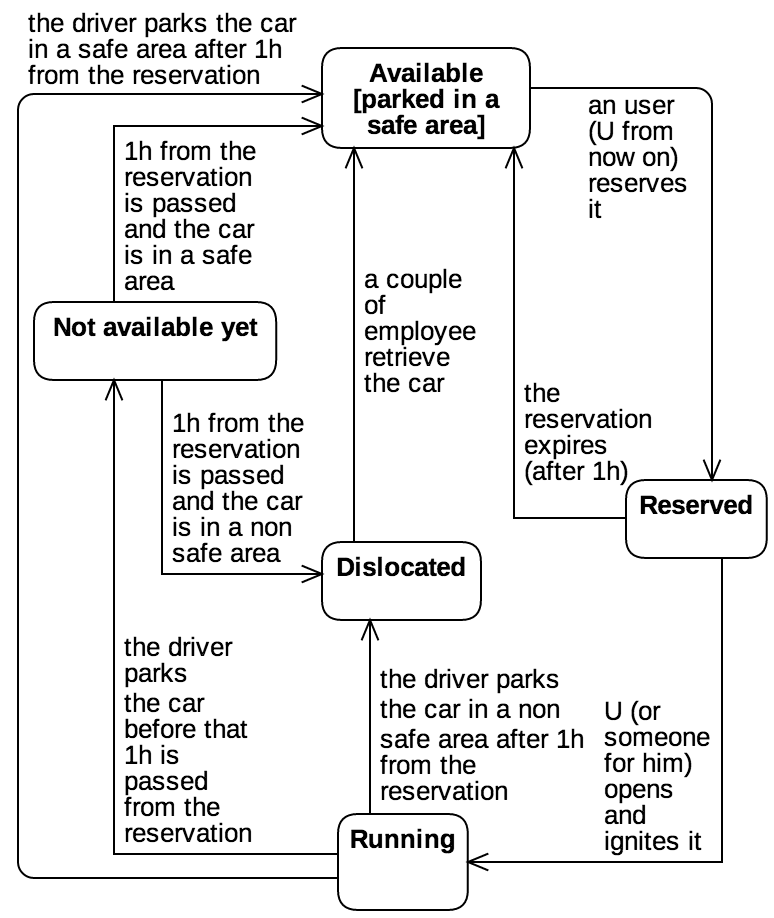 the driver parks the car
in a safe area after 1h
from the reservation
Available
[parked in a
safe area]
an user
(U from
now on)
reserves
it
1h from the
reservation
is passed
and the car
is in a safe
area
a couple
of
employee
retrieve
the car
Not available yet
the
reservation
expires
(after 1h)
1h from the
reservation
is passed
and the car
is in a non
safe area
Reserved
Dislocated
the driver
parks
the car
before that
1h is
passed
from the
reservation
the driver parks
the car in a non
safe area after 1h
from the
reservation
U (or
someone
for him)
opens
and
ignites it
Running